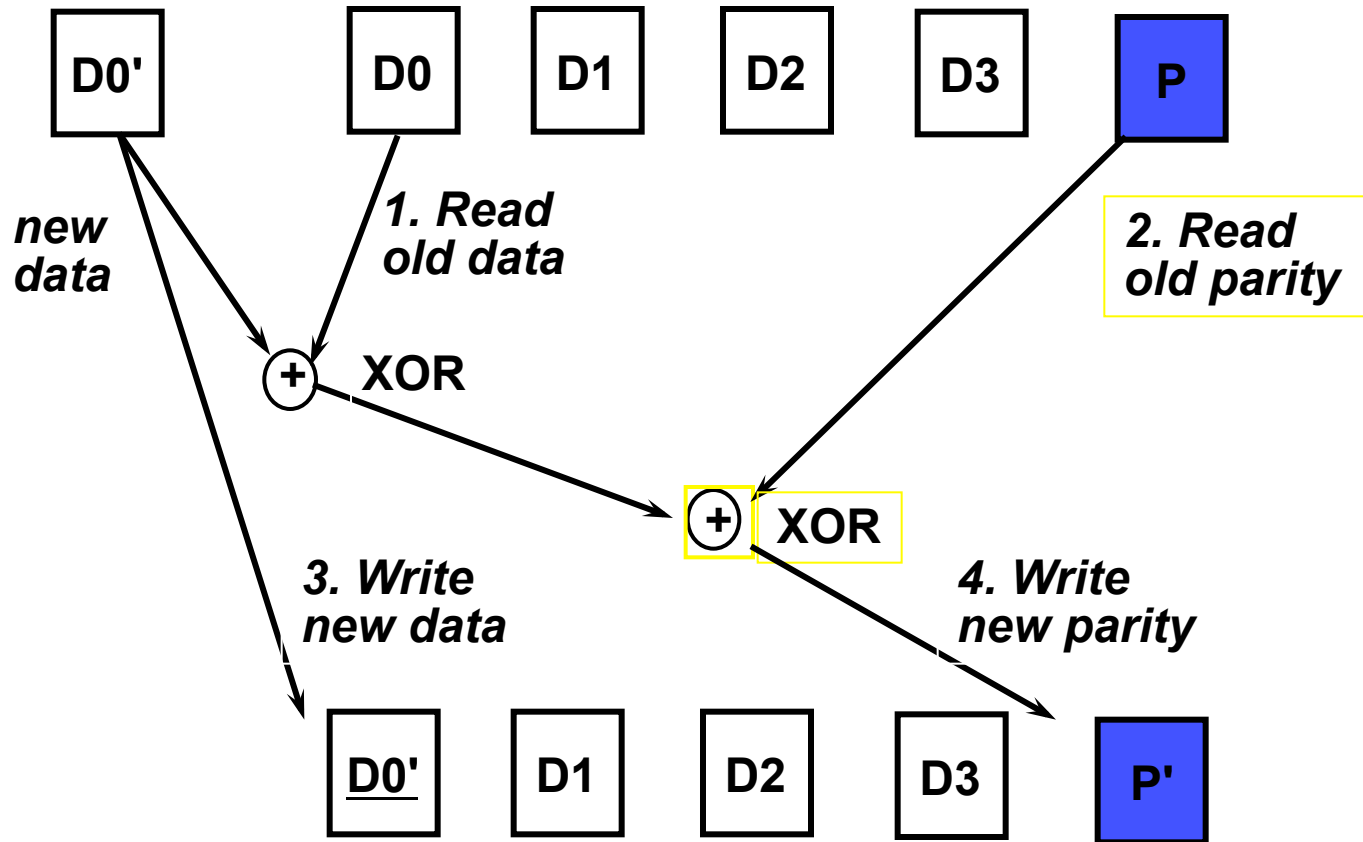 D0' D0 D1 D2 D3 P
new
data
1. Read
old data
2. Read
old parity
+ XOR
+ XOR
3. Write
new data
4. Write
new parity
D0' D1 D2 D3 P'